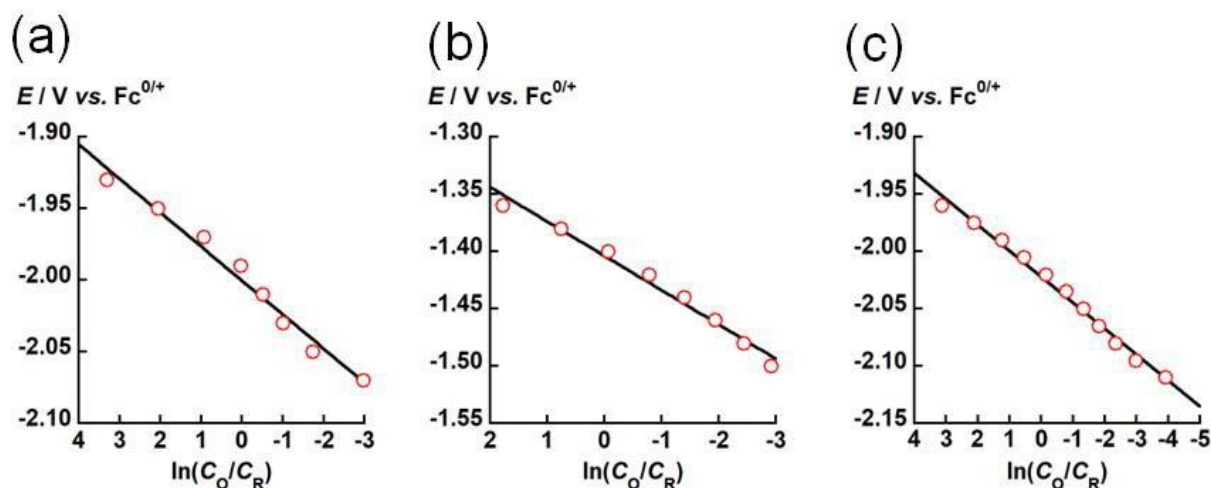 (a)
E / V vs. Fc0/+
-1.90
-1.95
-2.00
-2.05
-2.10
4 3 2 1 0 -1 -2 -3
ln(CO/CR)
(b)
E / V vs. Fc0/+
-1.30
-1.35
-1.40
-1.45
-1.50
-1.55
2 1 0 -1 -2 -3
ln(CO/CR)
(c)
E / V vs. Fc0/+
-1.90
-1.95
-2.00
-2.05
-2.10
-2.15
4 3 2 1 0 -1 -2 -3 -4 -5
ln(CO/CR)